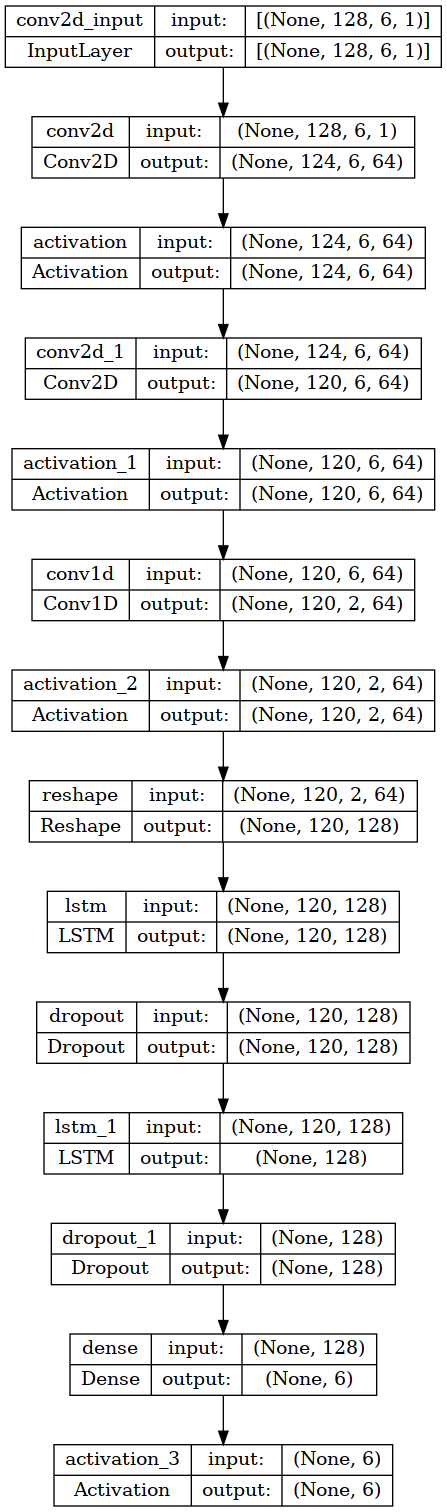 conv2d_input input: [(None, 128, 6, 1)]
InputLayer output: [(None, 128, 6, 1)]
conv2d input: (None, 128, 6, 1)
Conv2D output: (None, 124, 6, 64)
activation input: (None, 124, 6, 64)
Activation output: (None, 124, 6, 64)
conv2d_1 input: (None, 124, 6, 64)
Conv2D output: (None, 120, 6, 64)
activation_1 input: (None, 120, 6, 64)
Activation output: (None, 120, 6, 64)
conv1d input: (None, 120, 6, 64)
Conv1D output: (None, 120, 2, 64)
activation_2 input: (None, 120, 2, 64)
Activation output: (None, 120, 2, 64)
reshape input: (None, 120, 2, 64)
Reshape output: (None, 120, 128)
lstm input: (None, 120, 128)
LSTM output: (None, 120, 128)
dropout input: (None, 120, 128)
Dropout output: (None, 120, 128)
lstm_1 input: (None, 120, 128)
LSTM output: (None, 128)
dropout_1 input: (None, 128)
Dropout output: (None, 128)
dense input: (None, 128)
Dense output: (None, 6)
activation_3 input: (None, 6)
Activation output: (None, 6)